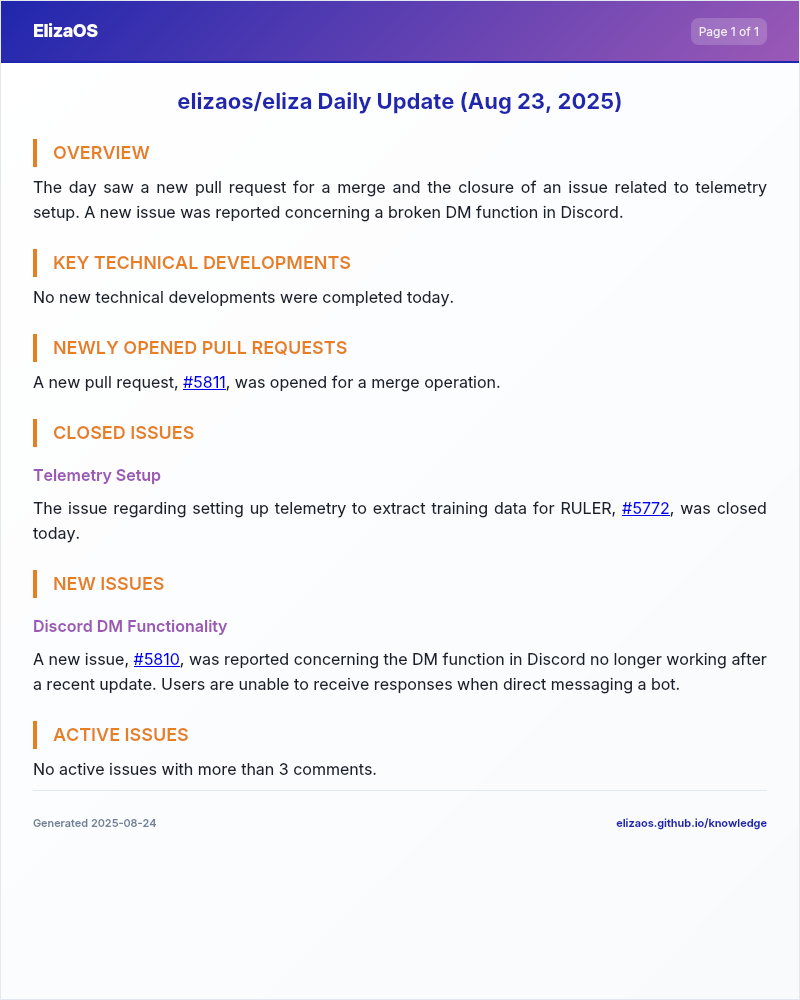 ElizaOS
Page 1 of 1
elizaos/eliza Daily Update (Aug 23, 2025)
OVERVIEW
The day saw a new pull request for a merge and the closure of an issue related to telemetry
setup. A new issue was reported concerning a broken DM function in Discord.
KEY TECHNICAL DEVELOPMENTS
No new technical developments were completed today.
NEWLY OPENED PULL REQUESTS
A new pull request, #5811, was opened for a merge operation.
CLOSED ISSUES
Telemetry Setup
The issue regarding setting up telemetry to extract training data for RULER, #5772, was closed
today.
NEW ISSUES
Discord DM Functionality
A new issue, #5810, was reported concerning the DM function in Discord no longer working after
a recent update. Users are unable to receive responses when direct messaging a bot.
ACTIVE ISSUES
No active issues with more than 3 comments.
Generated 2025-08-24
elizaos.github.io/knowledge